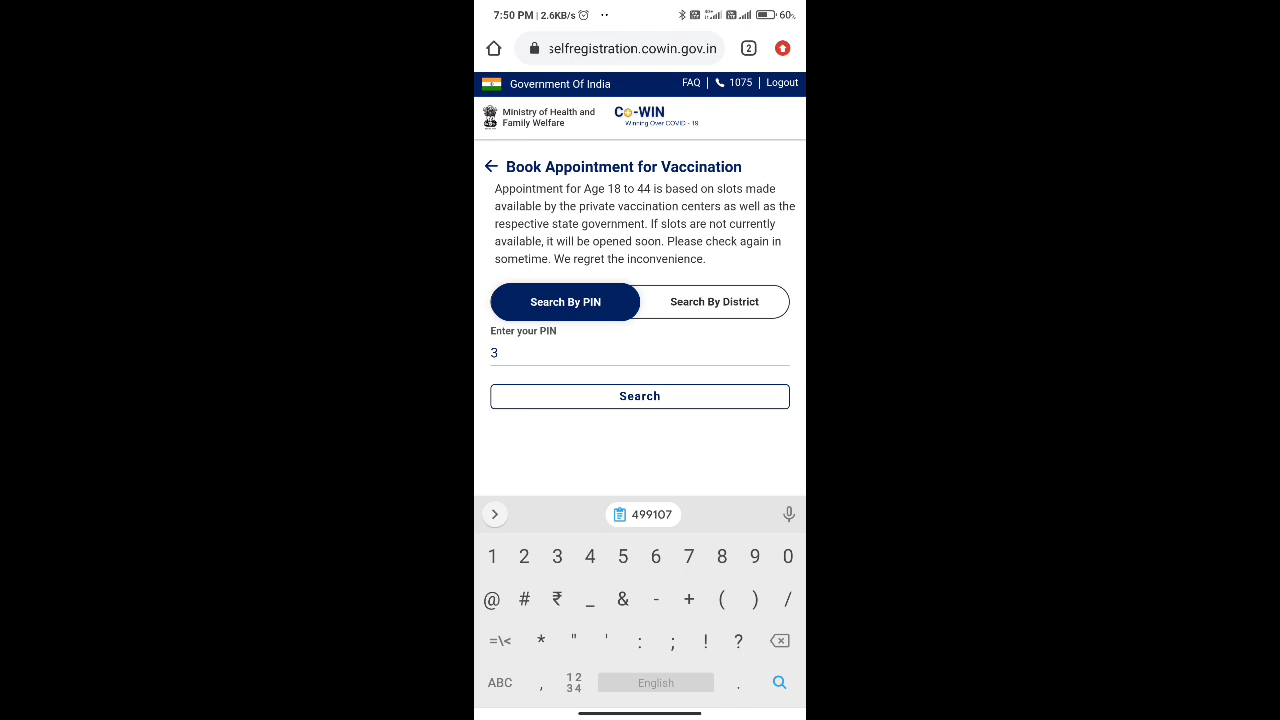 7:50 PM | 2.6KB/s
60%
selfregistration.cowin.gov.in
2
Government Of India
FAQ | 1075 | Logout
Ministry of Health and
Family Welfare
Co-WIN
Winning Over COVID - 19
Book Appointment for Vaccination
Appointment for Age 18 to 44 is based on slots made
available by the private vaccination centers as well as the
respective state government. If slots are not currently
available, it will be opened soon. Please check again in
sometime. We regret the inconvenience.
Search By PIN
Search By District
Enter your PIN
3
Search
499107
1 2 3 4 5 6 7 8 9 0
@ # ₹ _ & - + ( ) /
=\< * " ' : ; ! ?
ABC , 12 34 English .